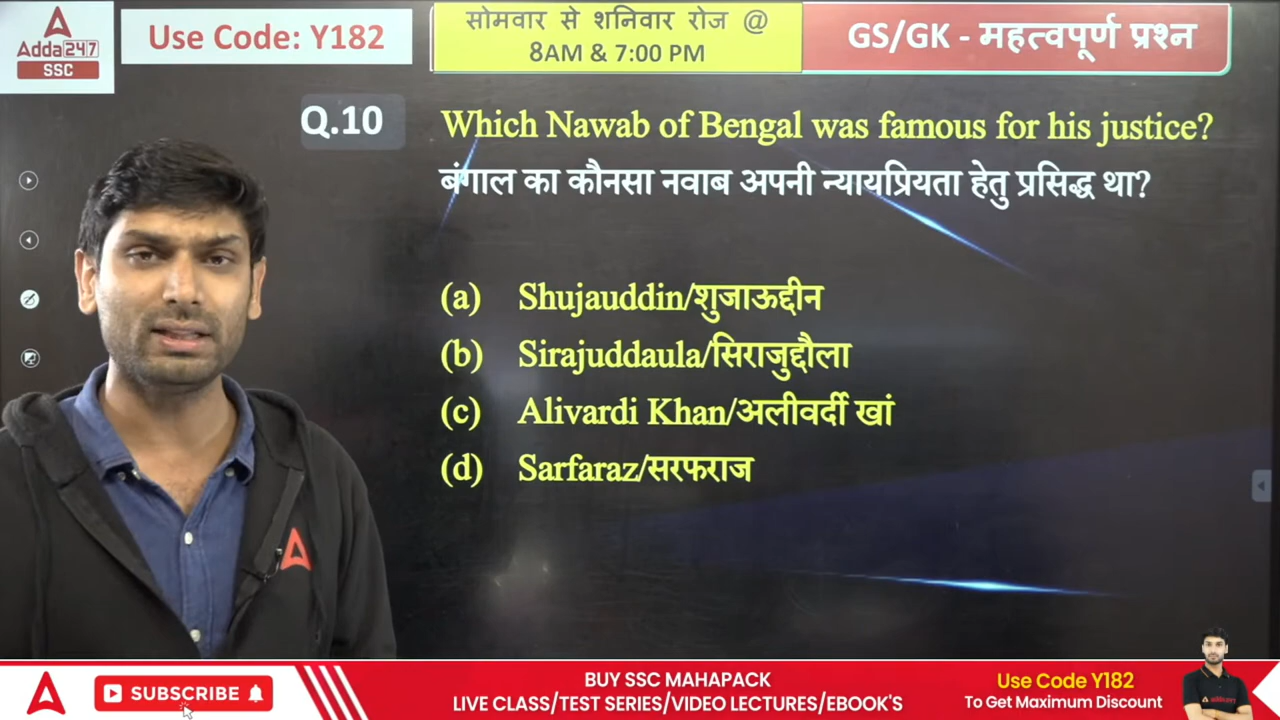 Adda247
SSC
Use Code: Y182
सोमवार से शनिवार रोज @
8AM & 7:00 PM
GS/GK - महत्वपूर्ण प्रश्न
Q.10
Which Nawab of Bengal was famous for his justice?
बंगाल का कौनसा नवाब अपनी न्यायप्रियता हेतु प्रसिद्ध था?
(a) Shujauddin/शुजाऊद्दीन
(b) Sirajuddaula/सिराजुद्दौला
(c) Alivardi Khan/अलीवर्दी खां
(d) Sarfaraz/सरफराज
SUBSCRIBE
BUY SSC MAHAPACK
LIVE CLASS/TEST SERIES/VIDEO LECTURES/EBOOK'S
Use Code Y182
To Get Maximum Discount